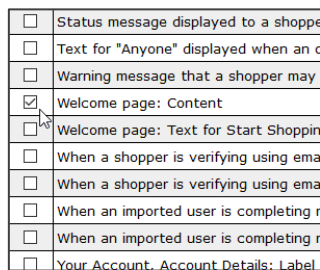 Status message displayed to a shoppe
Text for "Anyone" displayed when an
Warning message that a shopper may
Welcome page: Content
Welcome page: Text for Start Shoppin
When a shopper is verifying using ema
When a shopper is verifying using ema
When an imported user is completing
When an imported user is completing
Your Account, Account Details: Label